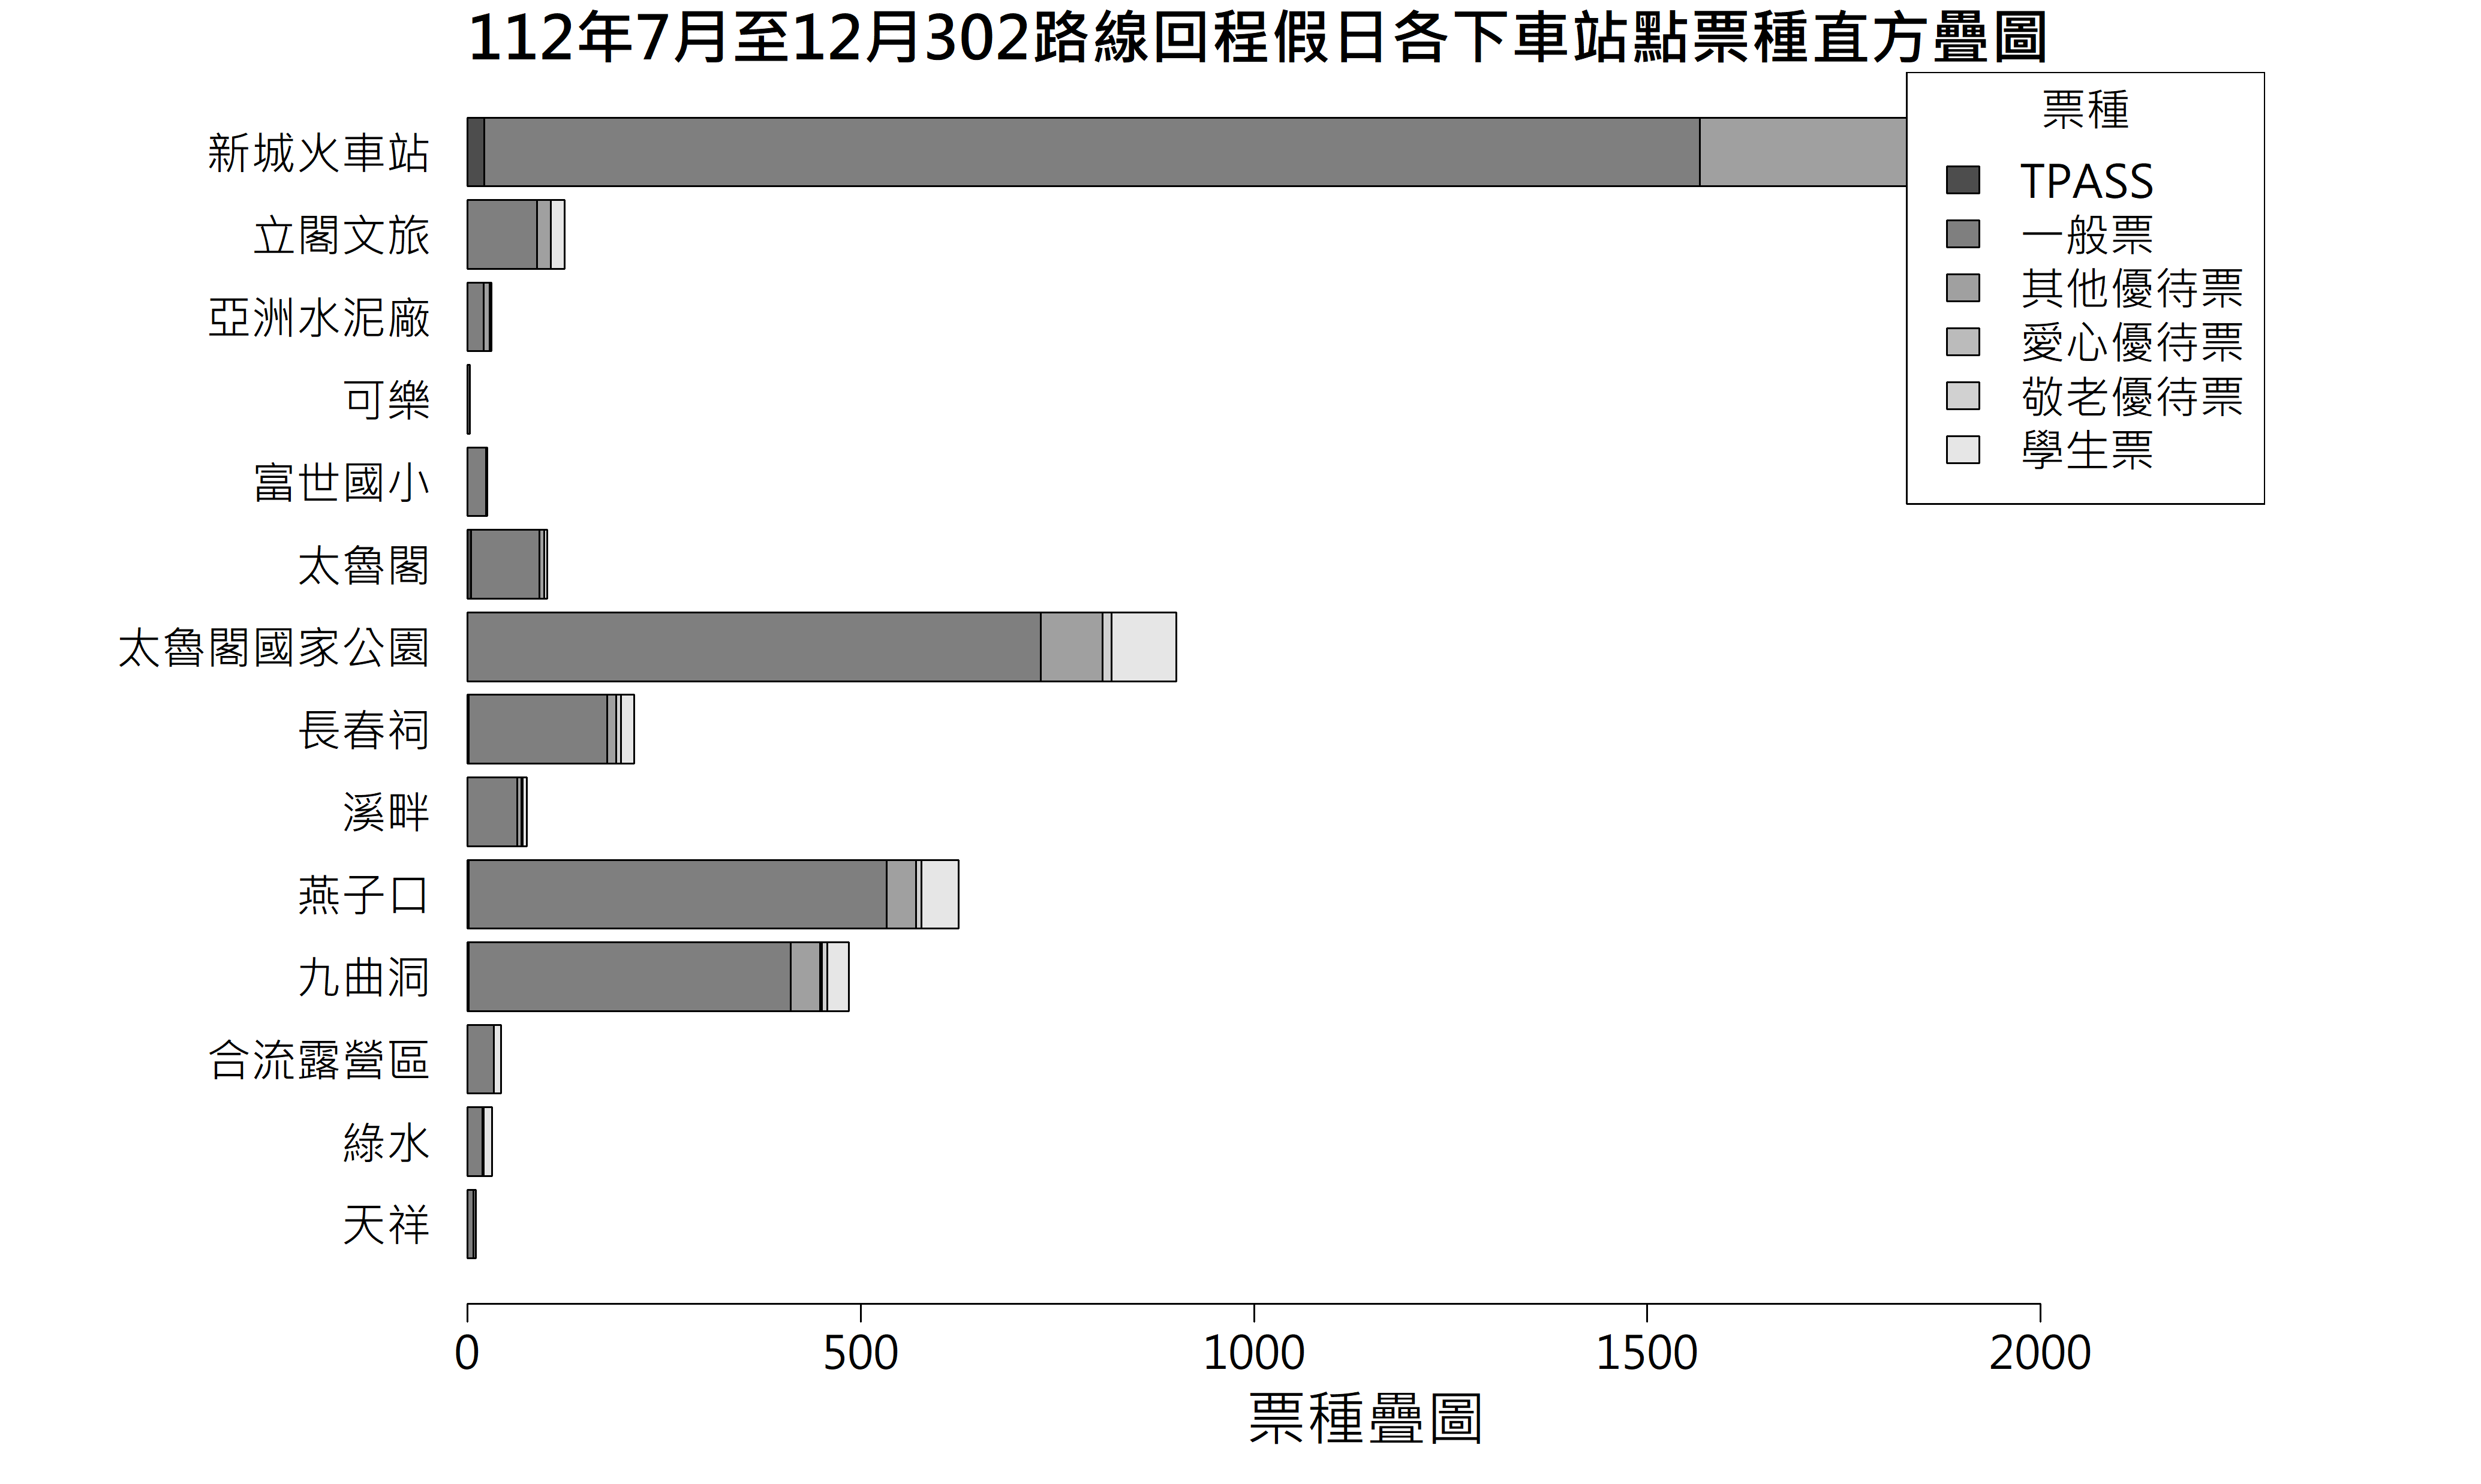 112年7月至12月302路線回程假日各下車站點票種直方疊圖
票種
TPASS
一般票
其他優待票
愛心優待票
敬老優待票
學生票
新城火車站
立閣文旅
亞洲水泥廠
可樂
富世國小
太魯閣
太魯閣國家公園
長春祠
溪畔
燕子口
九曲洞
合流露營區
綠水
天祥
0 500 1000 1500 2000
票種疊圖